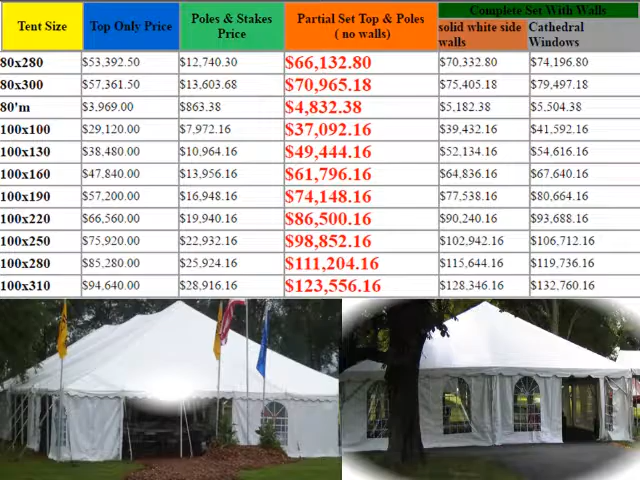 Tent Size Top Only Price Poles & Stakes Price Partial Set Top & Poles ( no walls) Complete Set With Walls
solid white side walls Cathedral Windows
80x280 $53,392.50 $12,740.30 $66,132.80 $70,332.80 $74,196.80
80x300 $57,361.50 $13,603.68 $70,965.18 $75,405.18 $79,497.18
80'm $3,969.00 $863.38 $4,832.38 $5,182.38 $5,504.38
100x100 $29,120.00 $7,972.16 $37,092.16 $39,432.16 $41,592.16
100x130 $38,480.00 $10,964.16 $49,444.16 $52,134.16 $54,616.16
100x160 $47,840.00 $13,956.16 $61,796.16 $64,836.16 $67,640.16
100x190 $57,200.00 $16,948.16 $74,148.16 $77,538.16 $80,664.16
100x220 $66,560.00 $19,940.16 $86,500.16 $90,240.16 $93,688.16
100x250 $75,920.00 $22,932.16 $98,852.16 $102,942.16 $106,712.16
100x280 $85,280.00 $25,924.16 $111,204.16 $115,644.16 $119,736.16
100x310 $94,640.00 $28,916.16 $123,556.16 $128,346.16 $132,760.16